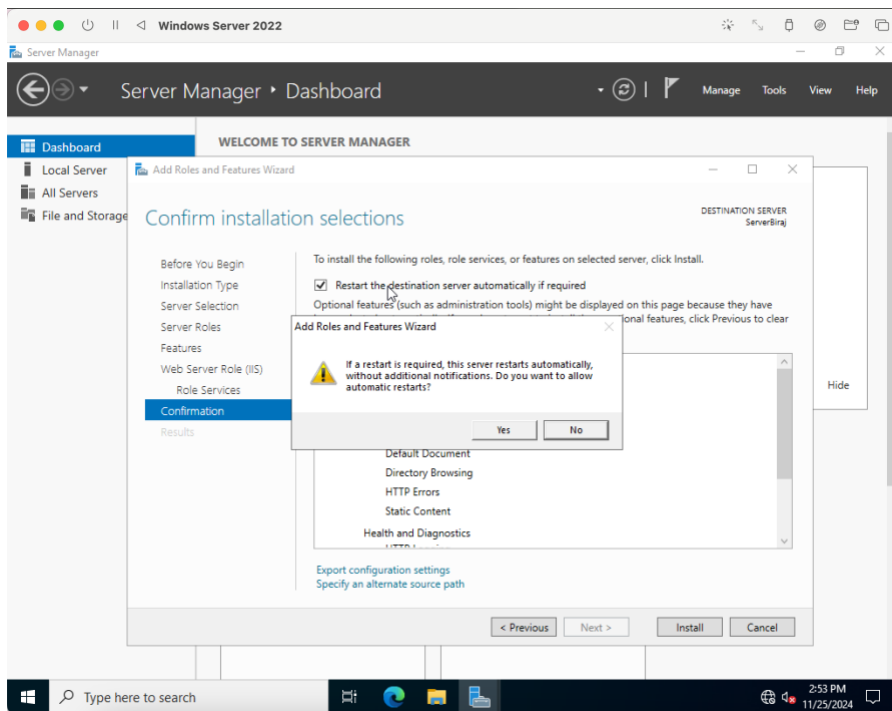 Windows Server 2022
Server Manager
Server Manager • Dashboard
Manage Tools View Help
Dashboard
Local Server
All Servers
File and Storage
WELCOME TO SERVER MANAGER
Add Roles and Features Wizard
Confirm installation selections
DESTINATION SERVER
ServerBiraj
Before You Begin
Installation Type
Server Selection
Server Roles
Features
Web Server Role (IIS)
Role Services
Confirmation
Results
To install the following roles, role services, or features on selected server, click Install.
Restart the destination server automatically if required
Optional features (such as administration tools) might be displayed on this page because they have
onal features, click Previous to clear
Add Roles and Features Wizard
If a restart is required, this server restarts automatically,
without additional notifications. Do you want to allow
automatic restarts?
Yes No
Default Document
Directory Browsing
HTTP Errors
Static Content
Health and Diagnostics
Export configuration settings
Specify an alternate source path
< Previous Next > Install Cancel
Hide
Type here to search
2:53 PM
11/25/2024